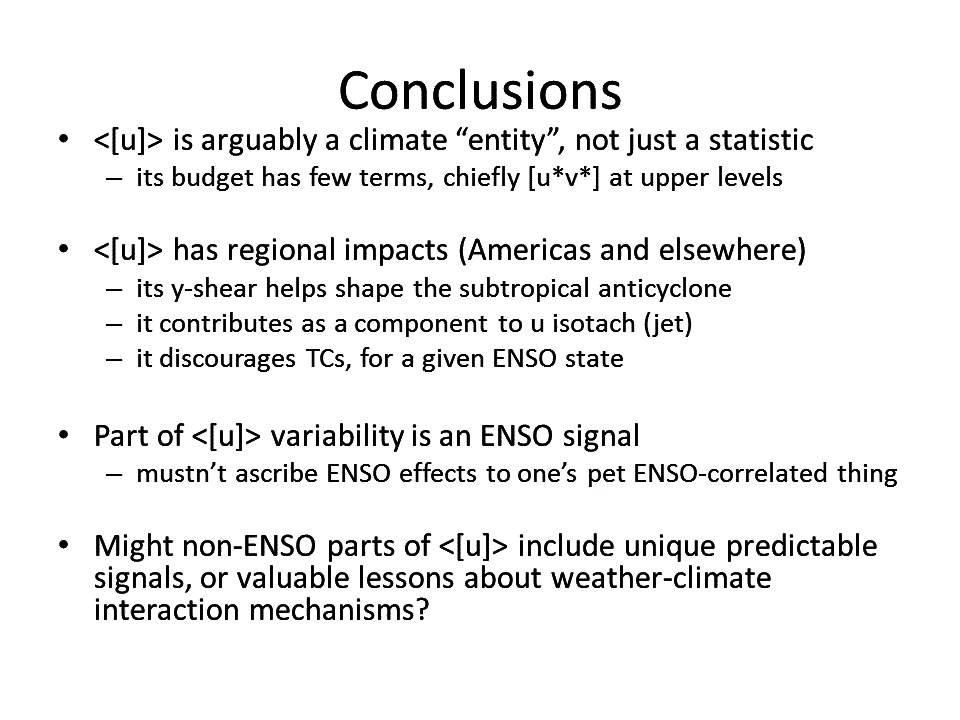 Conclusions
• <[u]> is arguably a climate “entity”, not just a statistic
– its budget has few terms, chiefly [u*v*] at upper levels
• <[u]> has regional impacts (Americas and elsewhere)
– its y-shear helps shape the subtropical anticyclone
– it contributes as a component to u isotach (jet)
– it discourages TCs, for a given ENSO state
• Part of <[u]> variability is an ENSO signal
– mustn’t ascribe ENSO effects to one’s pet ENSO-correlated thing
• Might non-ENSO parts of <[u]> include unique predictable
signals, or valuable lessons about weather-climate
interaction mechanisms?